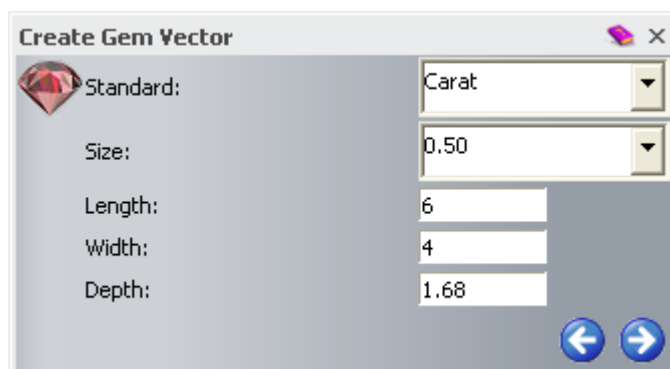 Create Gem Vector
Standard: Carat
Size: 0.50
Length: 6
Width: 4
Depth: 1.68